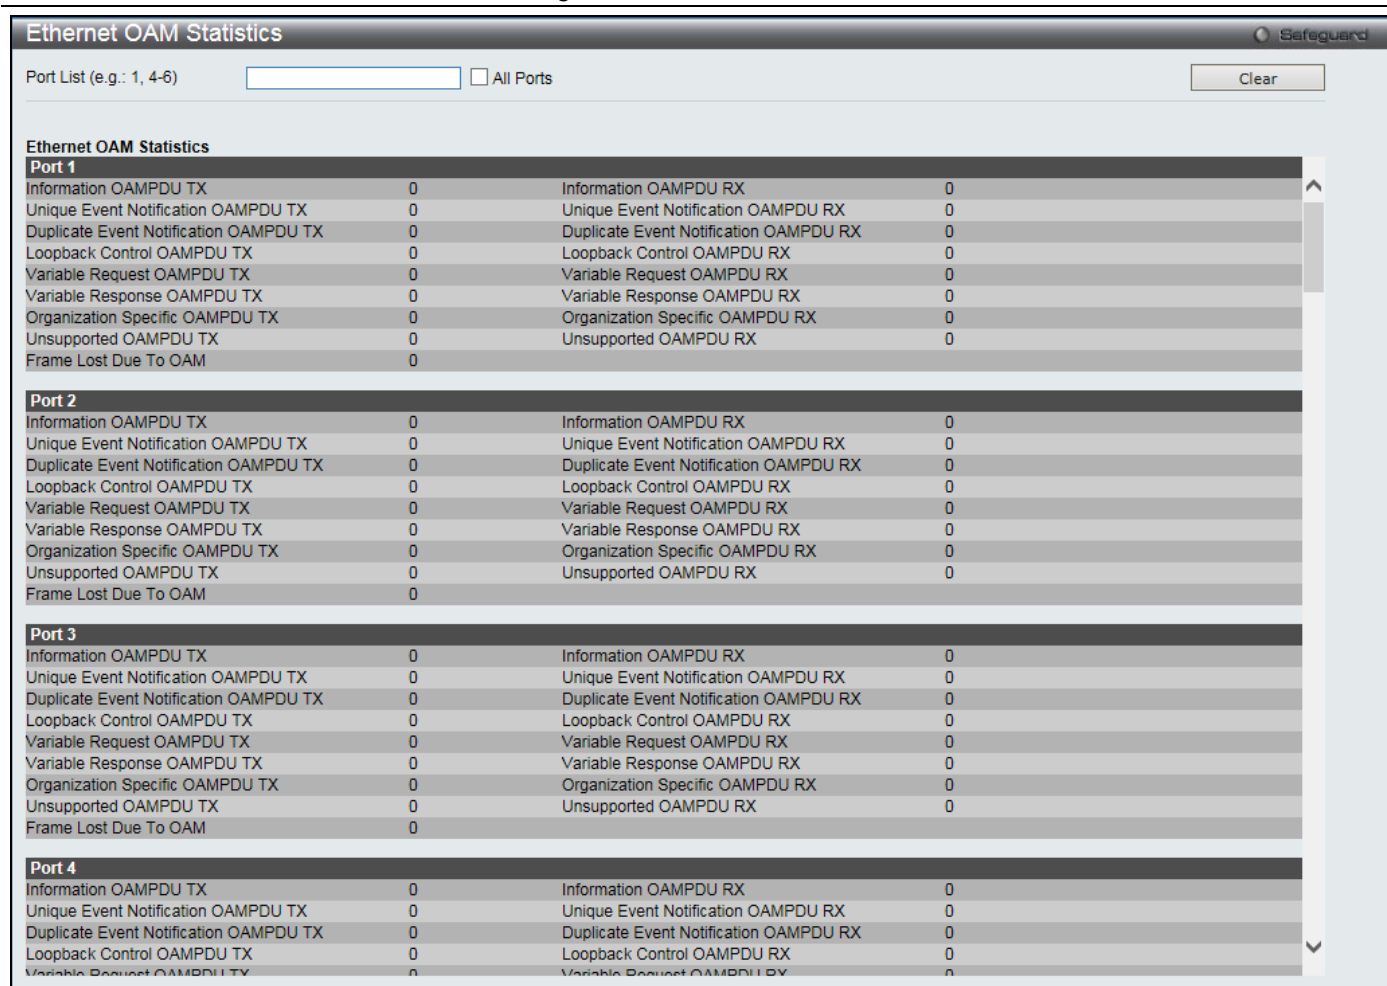 Ethernet OAM Statistics Safeguard
Port List (e.g.: 1, 4-6) All Ports Clear
Ethernet OAM Statistics
Port 1
Information OAMPDU TX 0 Information OAMPDU RX 0
Unique Event Notification OAMPDU TX 0 Unique Event Notification OAMPDU RX 0
Duplicate Event Notification OAMPDU TX 0 Duplicate Event Notification OAMPDU RX 0
Loopback Control OAMPDU TX 0 Loopback Control OAMPDU RX 0
Variable Request OAMPDU TX 0 Variable Request OAMPDU RX 0
Variable Response OAMPDU TX 0 Variable Response OAMPDU RX 0
Organization Specific OAMPDU TX 0 Organization Specific OAMPDU RX 0
Unsupported OAMPDU TX 0 Unsupported OAMPDU RX 0
Frame Lost Due To OAM 0
Port 2
Information OAMPDU TX 0 Information OAMPDU RX 0
Unique Event Notification OAMPDU TX 0 Unique Event Notification OAMPDU RX 0
Duplicate Event Notification OAMPDU TX 0 Duplicate Event Notification OAMPDU RX 0
Loopback Control OAMPDU TX 0 Loopback Control OAMPDU RX 0
Variable Request OAMPDU TX 0 Variable Request OAMPDU RX 0
Variable Response OAMPDU TX 0 Variable Response OAMPDU RX 0
Organization Specific OAMPDU TX 0 Organization Specific OAMPDU RX 0
Unsupported OAMPDU TX 0 Unsupported OAMPDU RX 0
Frame Lost Due To OAM 0
Port 3
Information OAMPDU TX 0 Information OAMPDU RX 0
Unique Event Notification OAMPDU TX 0 Unique Event Notification OAMPDU RX 0
Duplicate Event Notification OAMPDU TX 0 Duplicate Event Notification OAMPDU RX 0
Loopback Control OAMPDU TX 0 Loopback Control OAMPDU RX 0
Variable Request OAMPDU TX 0 Variable Request OAMPDU RX 0
Variable Response OAMPDU TX 0 Variable Response OAMPDU RX 0
Organization Specific OAMPDU TX 0 Organization Specific OAMPDU RX 0
Unsupported OAMPDU TX 0 Unsupported OAMPDU RX 0
Frame Lost Due To OAM 0
Port 4
Information OAMPDU TX 0 Information OAMPDU RX 0
Unique Event Notification OAMPDU TX 0 Unique Event Notification OAMPDU RX 0
Duplicate Event Notification OAMPDU TX 0 Duplicate Event Notification OAMPDU RX 0
Loopback Control OAMPDU TX 0 Loopback Control OAMPDU RX 0
Variable Request OAMPDU TX 0 Variable Request OAMPDU RX 0